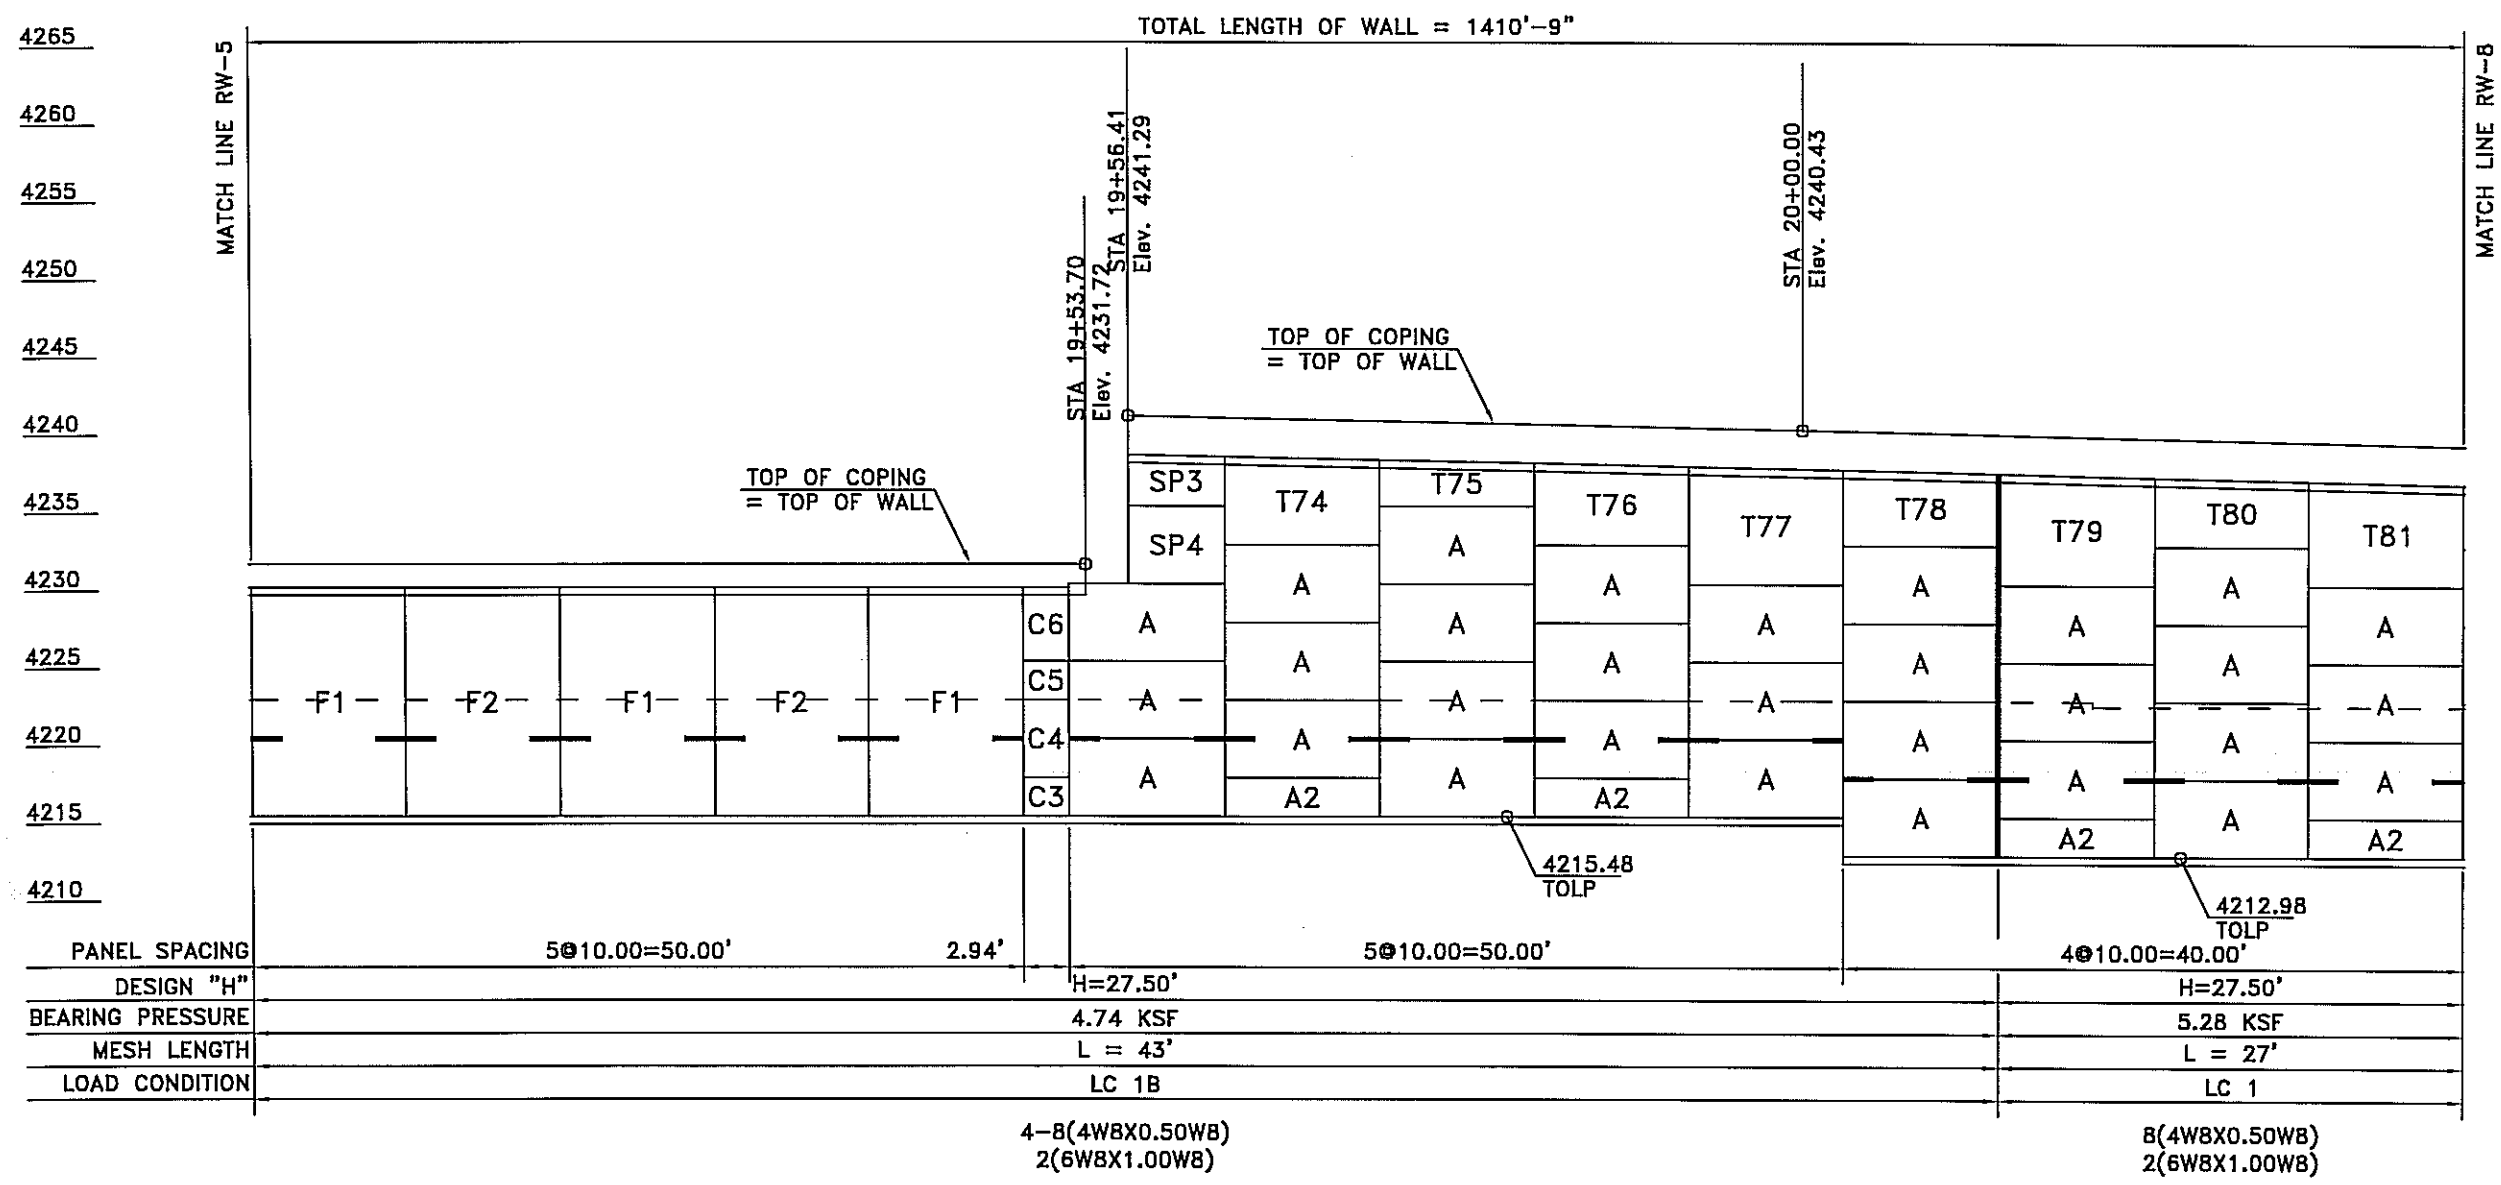 TOTAL LENGTH OF WALL = 1410'-9"
4265
4260
4255
4250
4245
4240
4235
4230
4225
4220
4215
4210
MATCH LINE RW-5
MATCH LINE RW-8
STA 19+53.70
Elev. 4231.72
STA 19+56.41
Elev. 4241.29
STA 20+00.00
Elev. 4240.43
TOP OF COPING
= TOP OF WALL
TOP OF COPING
= TOP OF WALL
F1
F2
F1
F2
F1
C6
C5
C4
C3
A
A
A
SP3
SP4
T74
A
A
A
A2
T75
A
A
A
A
T76
A
A
A
A2
T77
A
A
A
T78
A
A
A
A
T79
A
A
A
A2
T80
A
A
A
A
T81
A
A
A
A2
4215.48
TOLP
4212.98
TOLP
PANEL SPACING 5@10.00=50.00' 2.94' 5@10.00=50.00' 4@10.00=40.00'
DESIGN "H" H=27.50' H=27.50'
BEARING PRESSURE 4.74 KSF 5.28 KSF
MESH LENGTH L = 43' L = 27'
LOAD CONDITION LC 1B LC 1
4-8(4W8X0.50W8)
2(6W8X1.00W8)
8(4W8X0.50W8)
2(6W8X1.00W8)